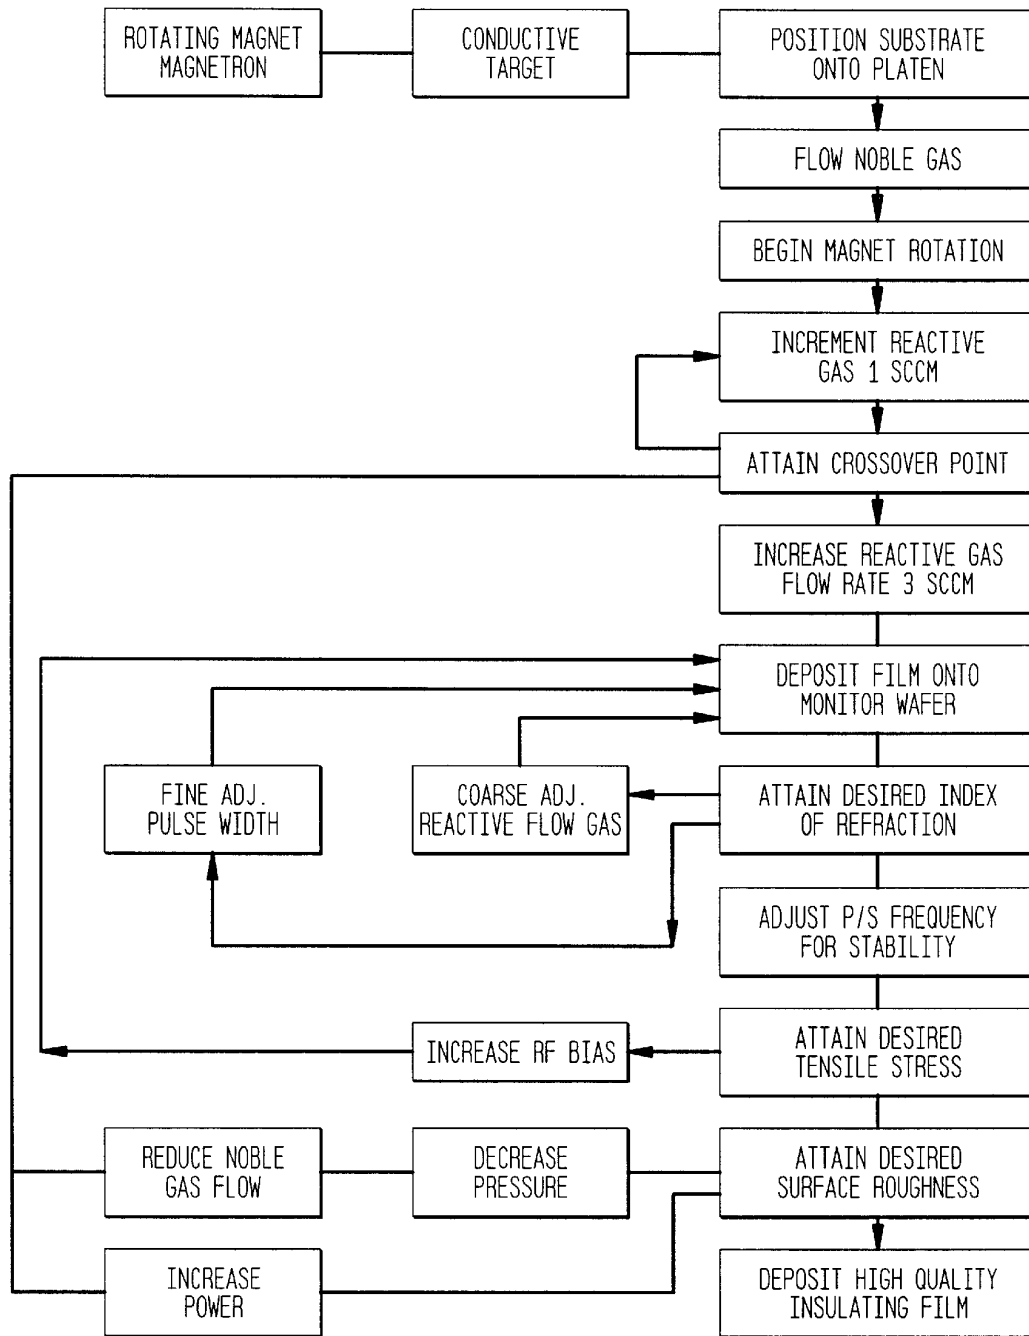 ROTATING MAGNET
MAGNETRON
CONDUCTIVE
TARGET
POSITION SUBSTRATE
ONTO PLATEN
FLOW NOBLE GAS
BEGIN MAGNET ROTATION
INCREMENT REACTIVE
GAS 1 SCCM
ATTAIN CROSSOVER POINT
INCREASE REACTIVE GAS
FLOW RATE 3 SCCM
DEPOSIT FILM ONTO
MONITOR WAFER
FINE ADJ.
PULSE WIDTH
COARSE ADJ.
REACTIVE FLOW GAS
ATTAIN DESIRED INDEX
OF REFRACTION
ADJUST P/S FREQUENCY
FOR STABILITY
INCREASE RF BIAS
ATTAIN DESIRED
TENSILE STRESS
REDUCE NOBLE
GAS FLOW
DECREASE
PRESSURE
ATTAIN DESIRED
SURFACE ROUGHNESS
INCREASE
POWER
DEPOSIT HIGH QUALITY
INSULATING FILM